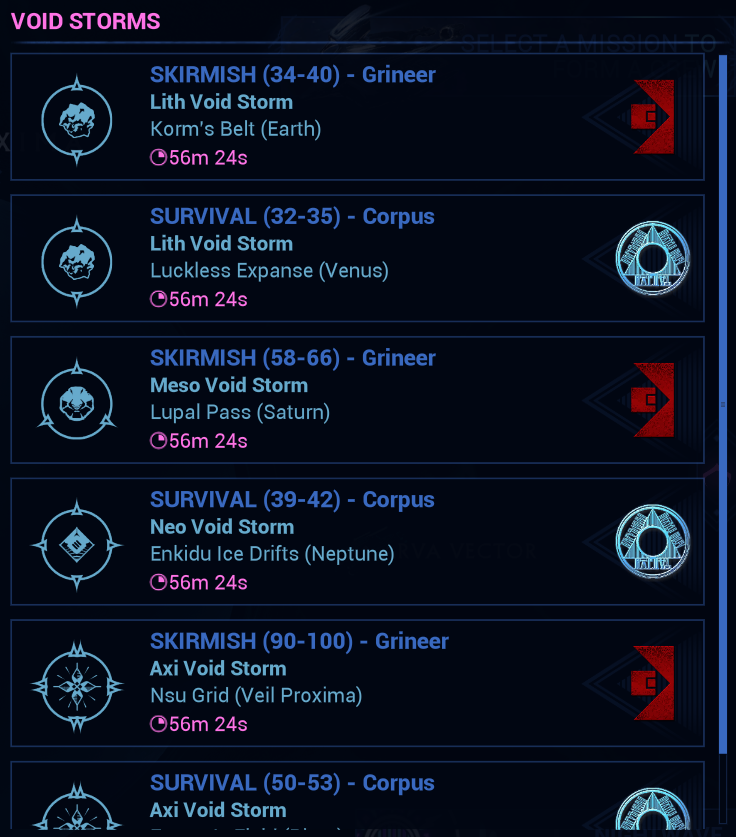 VOID STORMS
SELECT A MISSION TO
SKIRMISH (34-40) - Grineer
Lith Void Storm
Korm's Belt (Earth)
56m 24s
SURVIVAL (32-35) - Corpus
Lith Void Storm
Luckless Expanse (Venus)
56m 24s
SKIRMISH (58-66) - Grineer
Meso Void Storm
Lupal Pass (Saturn)
56m 24s
SURVIVAL (39-42) - Corpus
Neo Void Storm
Enkidu Ice Drifts (Neptune)
56m 24s
SKIRMISH (90-100) - Grineer
Axi Void Storm
Nsu Grid (Veil Proxima)
56m 24s
SURVIVAL (50-53) - Corpus
Axi Void Storm